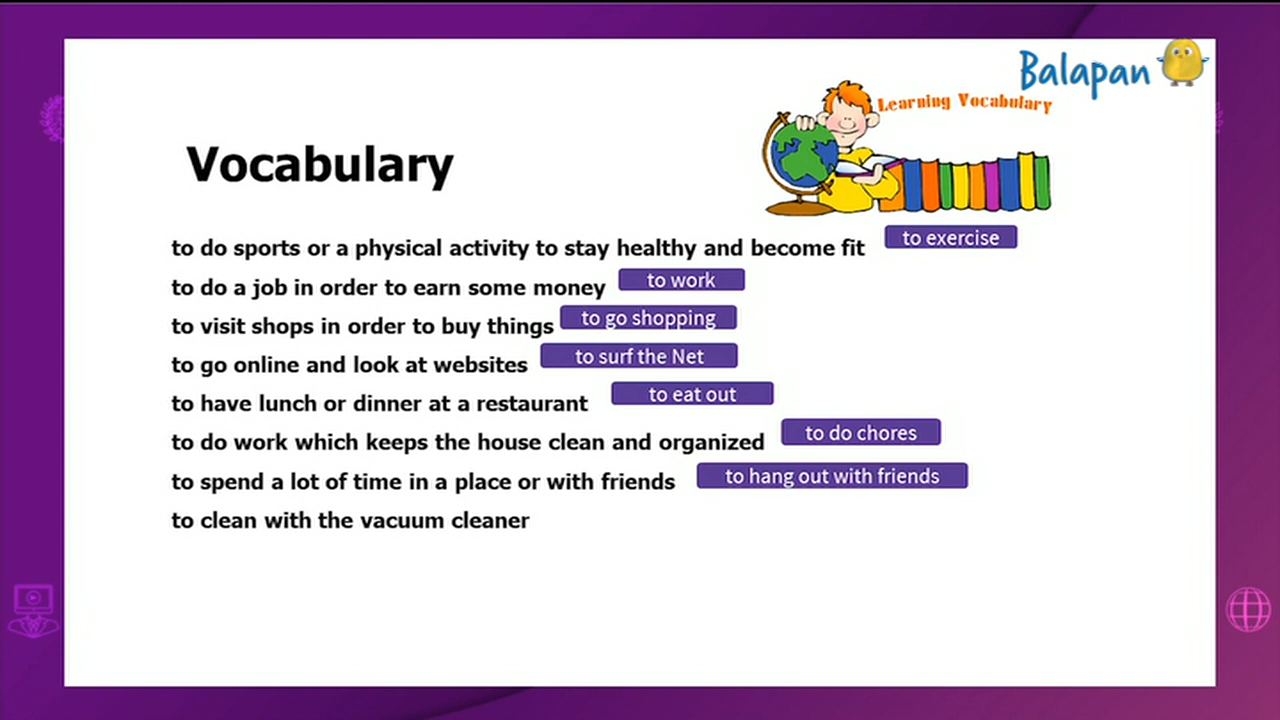 Balapan
Learning Vocabulary
Vocabulary
to do sports or a physical activity to stay healthy and become fit to exercise
to do a job in order to earn some money to work
to visit shops in order to buy things to go shopping
to go online and look at websites to surf the Net
to have lunch or dinner at a restaurant to eat out
to do work which keeps the house clean and organized to do chores
to spend a lot of time in a place or with friends to hang out with friends
to clean with the vacuum cleaner